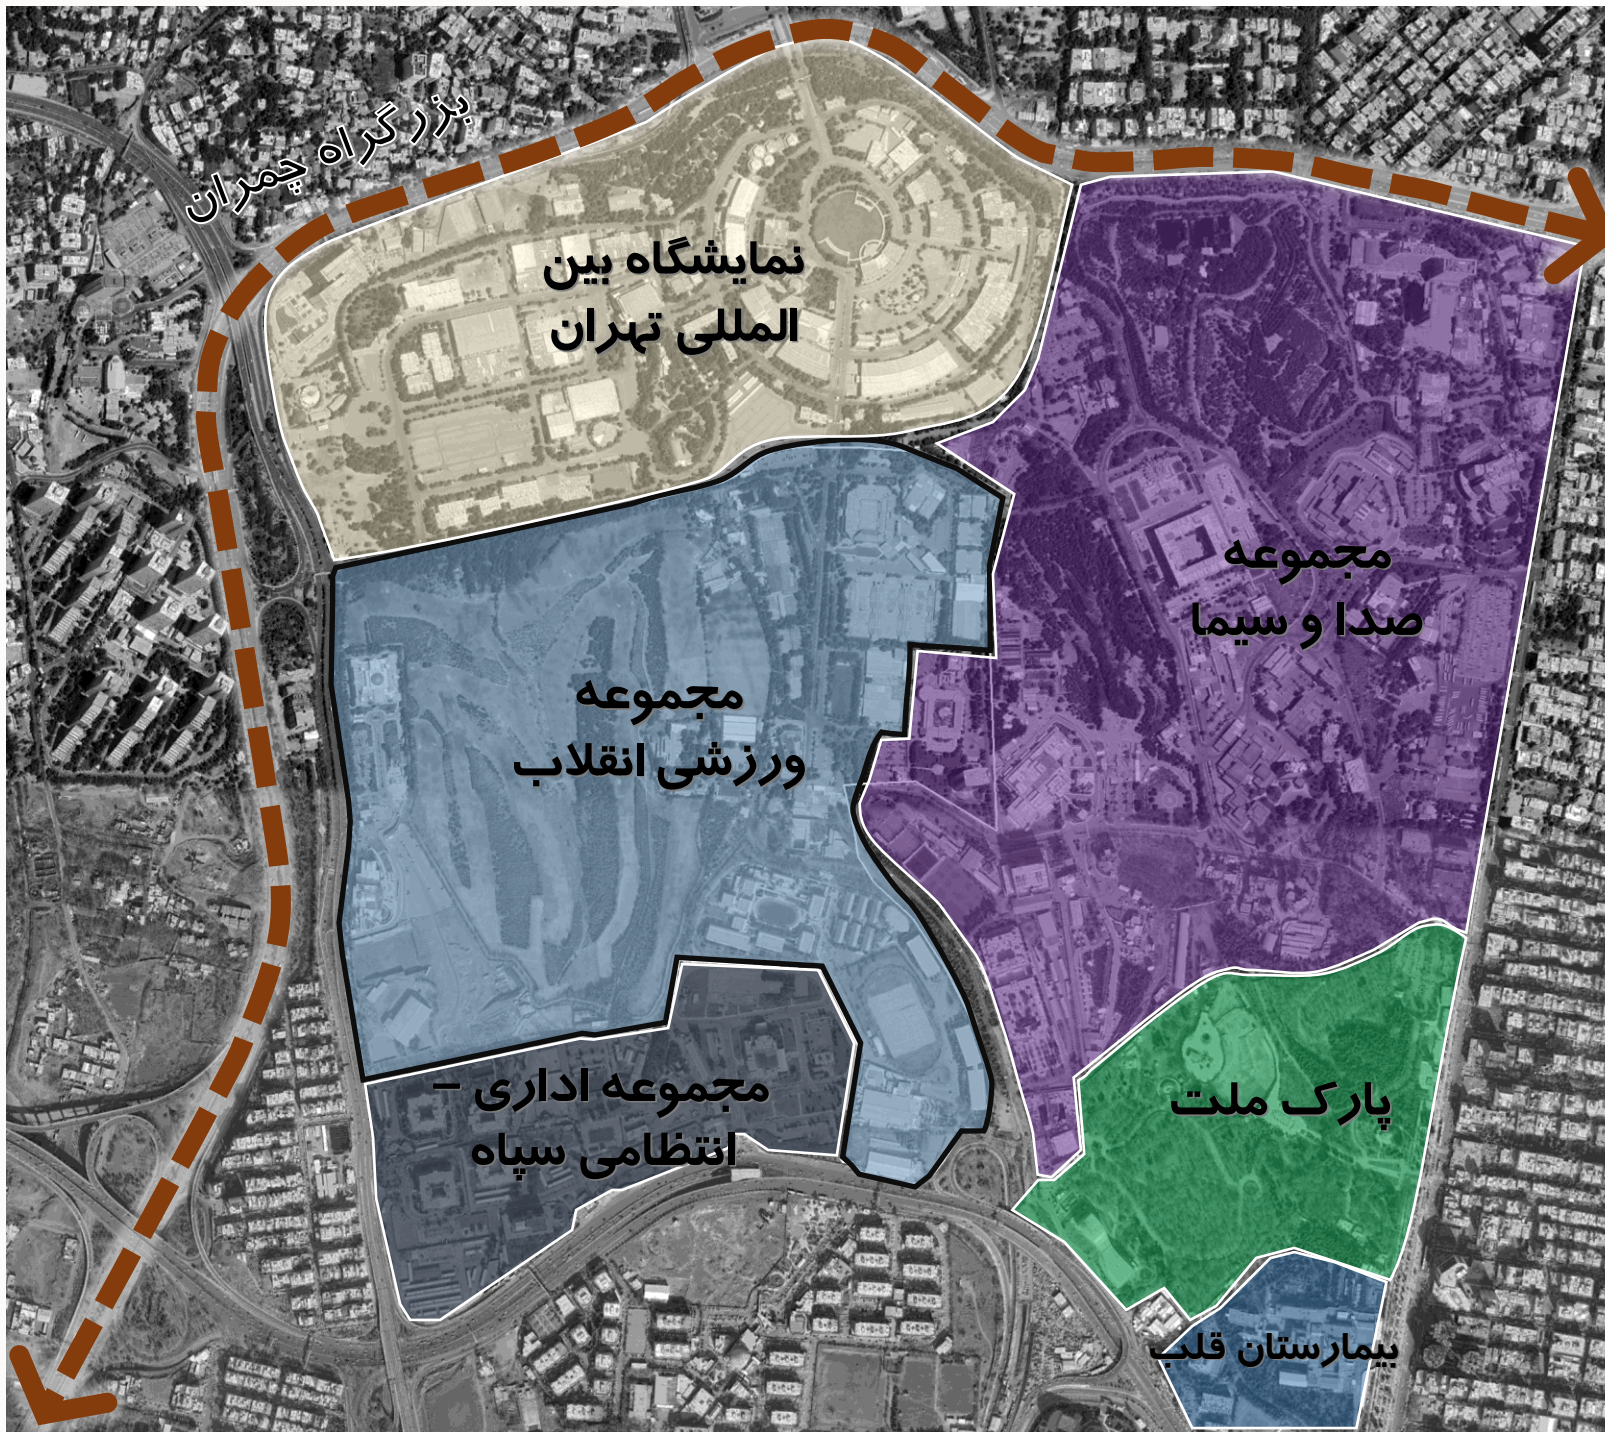 بزرگراه چمران
نمایشگاه بین
المللی تهران
مجموعه
صدا و سیما
مجموعه
ورزشی انقلاب
مجموعه اداری –
انتظامی سپاه
پارک ملت
بیمارستان قلب